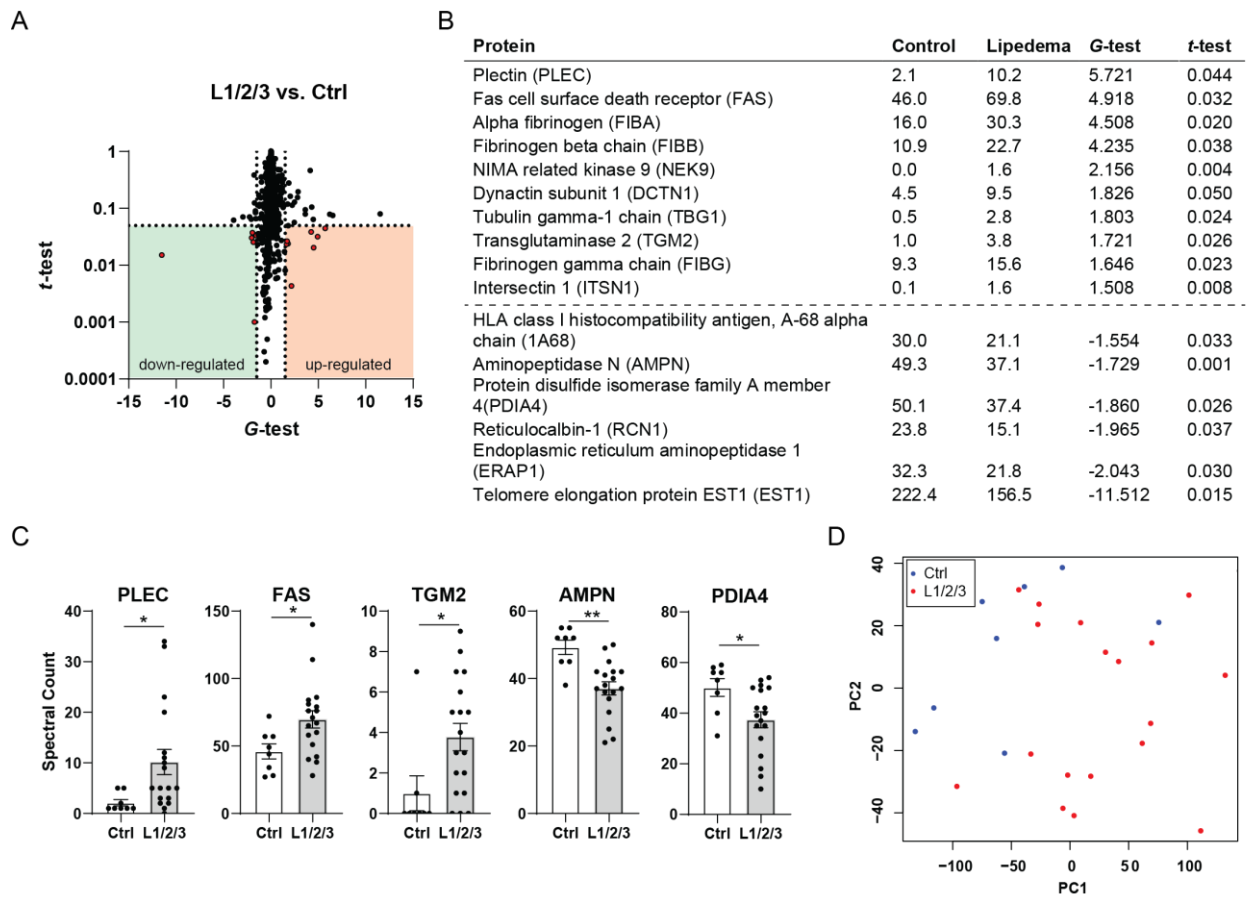 A
L1/2/3 vs. Ctrl
1
0.1
0.01
0.001
0.0001
t-test
down-regulated
up-regulated
-15 -10 -5 0 5 10 15
G-test
B
Protein Control Lipedema G-test t-test
Plectin (PLEC) 2.1 10.2 5.721 0.044
Fas cell surface death receptor (FAS) 46.0 69.8 4.918 0.032
Alpha fibrinogen (FIBA) 16.0 30.3 4.508 0.020
Fibrinogen beta chain (FIBB) 10.9 22.7 4.235 0.038
NIMA related kinase 9 (NEK9) 0.0 1.6 2.156 0.004
Dynactin subunit 1 (DCTN1) 4.5 9.5 1.826 0.050
Tubulin gamma-1 chain (TBG1) 0.5 2.8 1.803 0.024
Transglutaminase 2 (TGM2) 1.0 3.8 1.721 0.026
Fibrinogen gamma chain (FIBG) 9.3 15.6 1.646 0.023
Intersectin 1 (ITSN1) 0.1 1.6 1.508 0.008
HLA class I histocompatibility antigen, A-68 alpha
chain (1A68) 30.0 21.1 -1.554 0.033
Aminopeptidase N (AMPN) 49.3 37.1 -1.729 0.001
Protein disulfide isomerase family A member
4(PDIA4) 50.1 37.4 -1.860 0.026
Reticulocalbin-1 (RCN1) 23.8 15.1 -1.965 0.037
Endoplasmic reticulum aminopeptidase 1
(ERAP1) 32.3 21.8 -2.043 0.030
Telomere elongation protein EST1 (EST1) 222.4 156.5 -11.512 0.015
C
Spectral Count
PLEC
*
40
30
20
10
0
Ctrl L1/2/3
FAS
*
150
100
50
0
Ctrl L1/2/3
TGM2
*
10
8
6
4
2
0
Ctrl L1/2/3
AMPN
**
60
40
20
0
Ctrl L1/2/3
PDIA4
*
80
60
40
20
0
Ctrl L1/2/3
D
Ctrl
L1/2/3
40
20
0
-20
-40
PC2
-100 -50 0 50 100
PC1